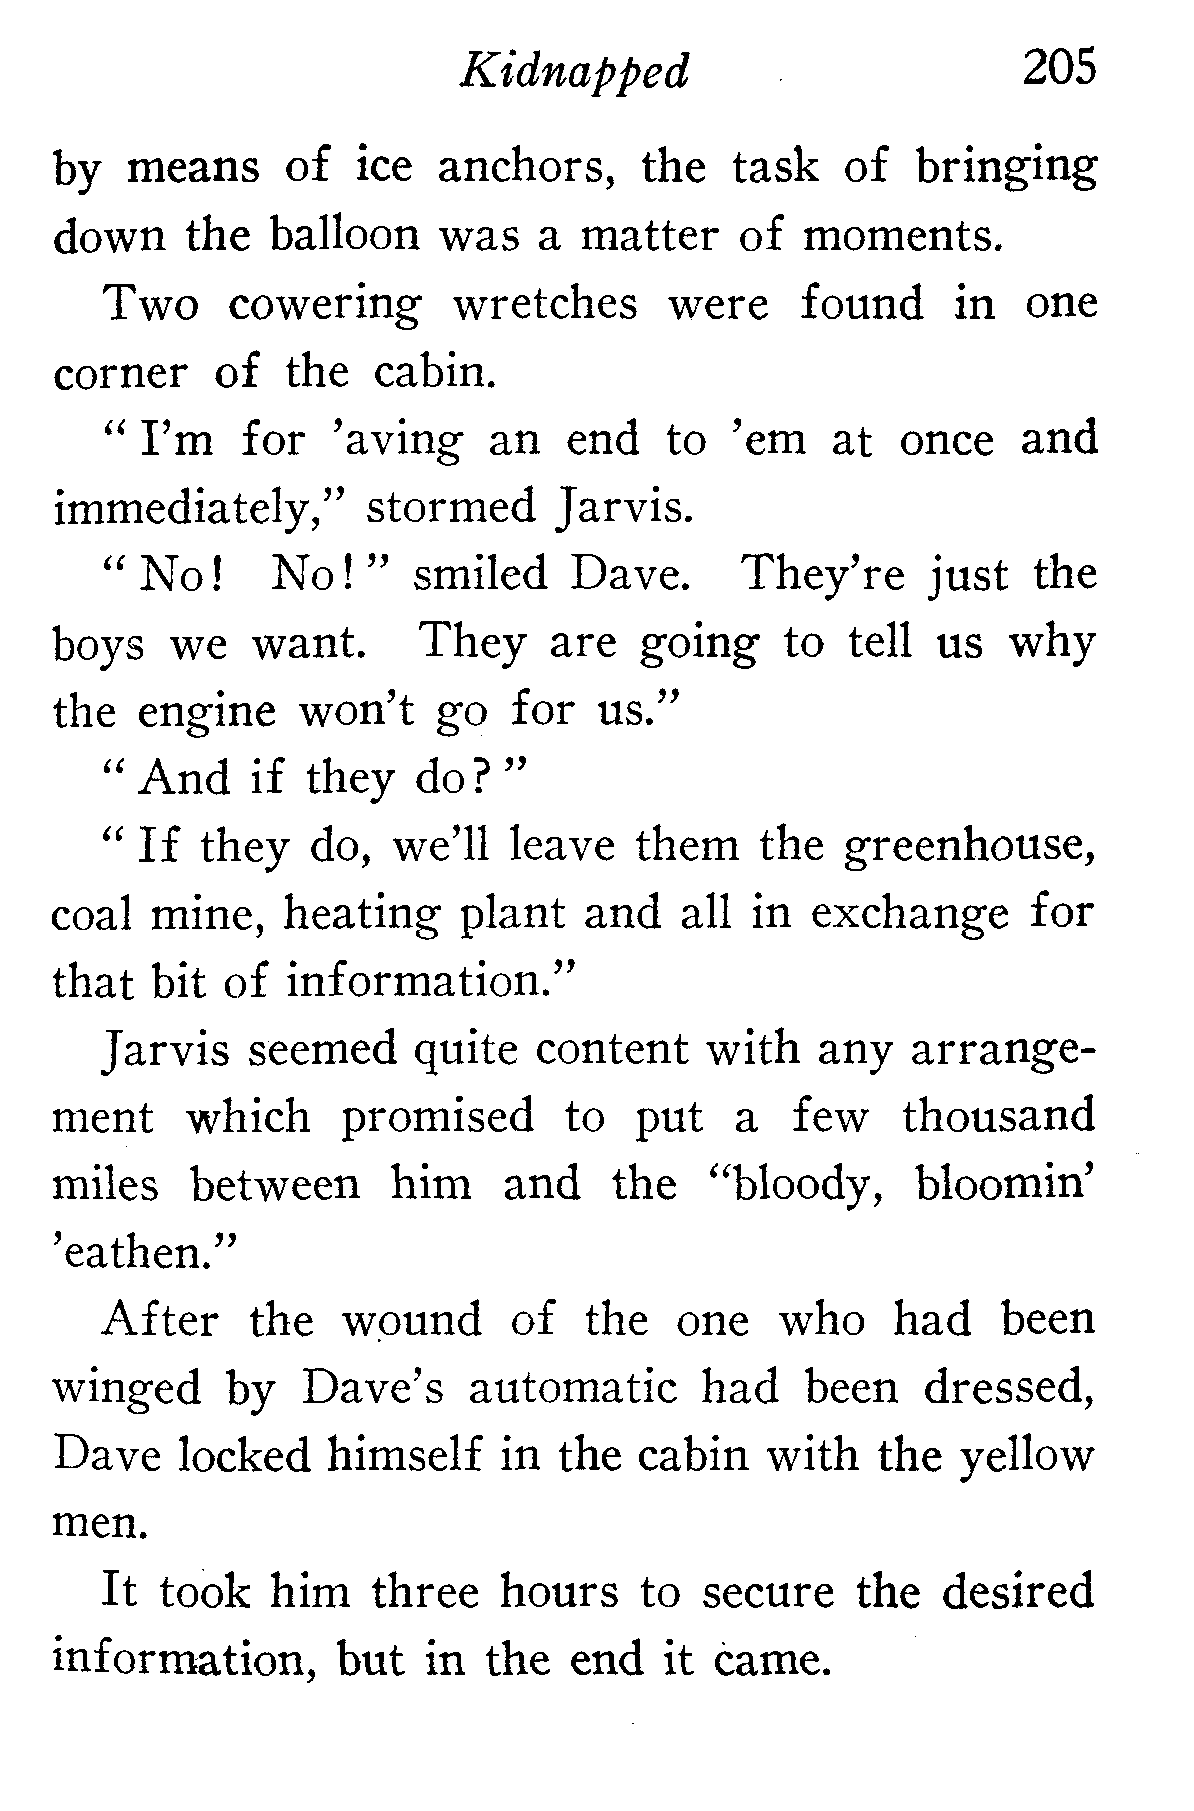 Kidnapped 205
by means of ice anchors, the task of bringing
down the balloon was a matter of moments.
Two cowering wretches were found in one
corner of the cabin.
“ I’m for ’aving an end to ’em at once and
immediately,” stormed Jarvis.
“ No! No! ” smiled Dave. They’re just the
boys we want. They are going to tell us why
the engine won’t go for us.”
“ And if they do? ”
“ If they do, we’ll leave them the greenhouse,
coal mine, heating plant and all in exchange for
that bit of information.”
Jarvis seemed quite content with any arrange-
ment which promised to put a few thousand
miles between him and the “bloody, bloomin’
’eathen.”
After the wound of the one who had been
winged by Dave’s automatic had been dressed,
Dave locked himself in the cabin with the yellow
men.
It took him three hours to secure the desired
information, but in the end it came.